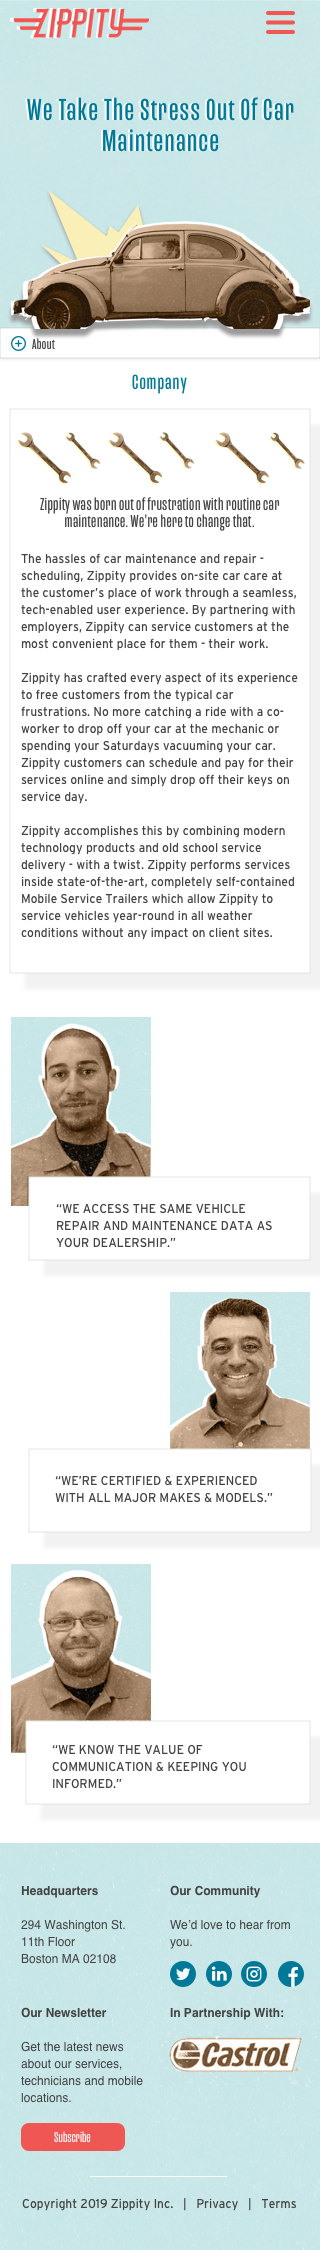 ZIPPITY
We Take The Stress Out Of Car
Maintenance
About
Company
Zippity was born out of frustration with routine car
maintenance. We're here to change that.
The hassles of car maintenance and repair -
scheduling, Zippity provides on-site car care at
the customer's place of work through a seamless,
tech-enabled user experience. By partnering with
employers, Zippity can service customers at the
most convenient place for them - their work.
Zippity has crafted every aspect of its experience
to free customers from the typical car
frustrations. No more catching a ride with a co-
worker to drop off your car at the mechanic or
spending your Saturdays vacuuming your car.
Zippity customers can schedule and pay for their
services online and simply drop off their keys on
service day.
Zippity accomplishes this by combining modern
technology products and old school service
delivery - with a twist. Zippity performs services
inside state-of-the-art, completely self-contained
Mobile Service Trailers which allow Zippity to
service vehicles year-round in all weather
conditions without any impact on client sites.
“WE ACCESS THE SAME VEHICLE
REPAIR AND MAINTENANCE DATA AS
YOUR DEALERSHIP.”
“WE’RE CERTIFIED & EXPERIENCED
WITH ALL MAJOR MAKES & MODELS.”
“WE KNOW THE VALUE OF
COMMUNICATION & KEEPING YOU
INFORMED.”
Headquarters
294 Washington St.
11th Floor
Boston MA 02108
Our Community
We’d love to hear from
you.
Our Newsletter
Get the latest news
about our services,
technicians and mobile
locations.
Subscribe
In Partnership With:
Castrol
Copyright 2019 Zippity Inc. | Privacy | Terms